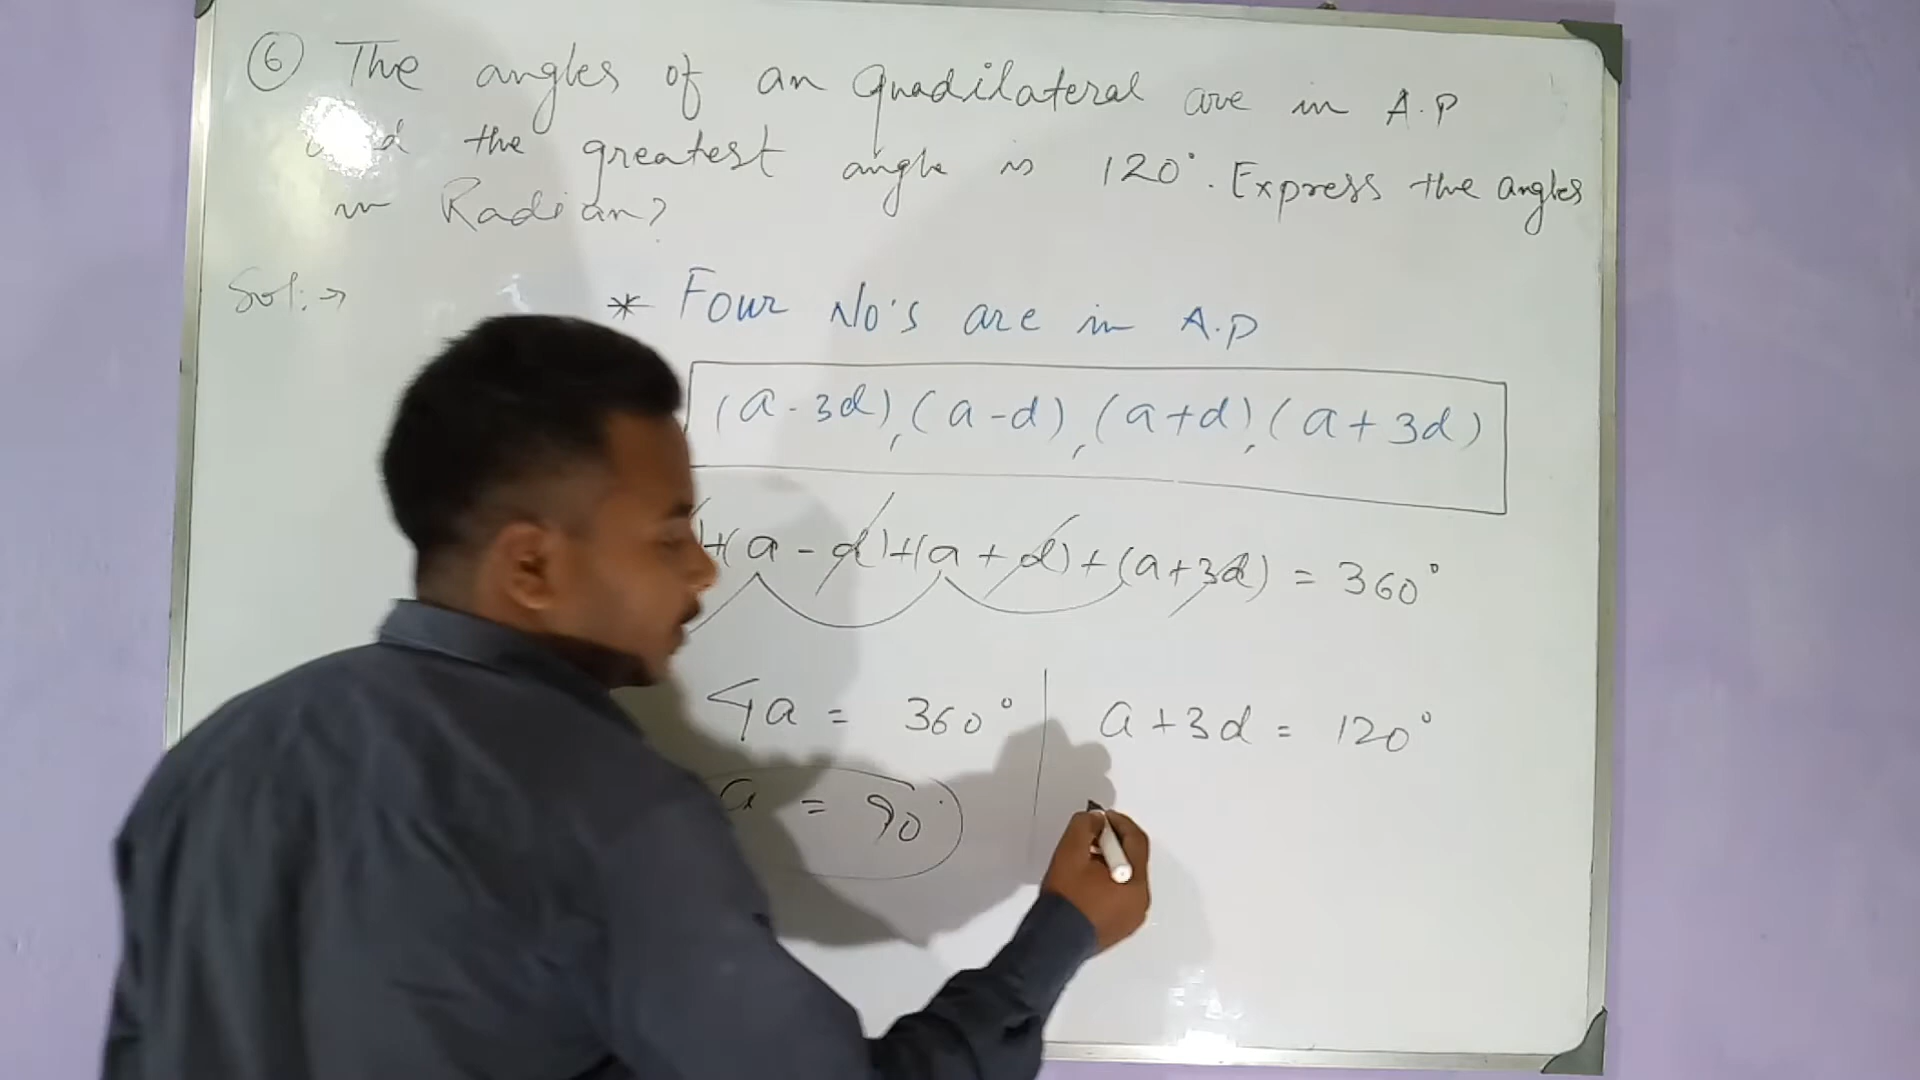 ⑥ The angles of an quadilateral are in A.P
the greatest angle is 120°. Express the angles
in Radian?
Sol:→
* Four No's are in A.P
(a-3d), (a-d), (a+d), (a+3d)
)+(a-d)+(a+d)+(a+3d) = 360°
4a = 360°
a+3d = 120°
a = 90°